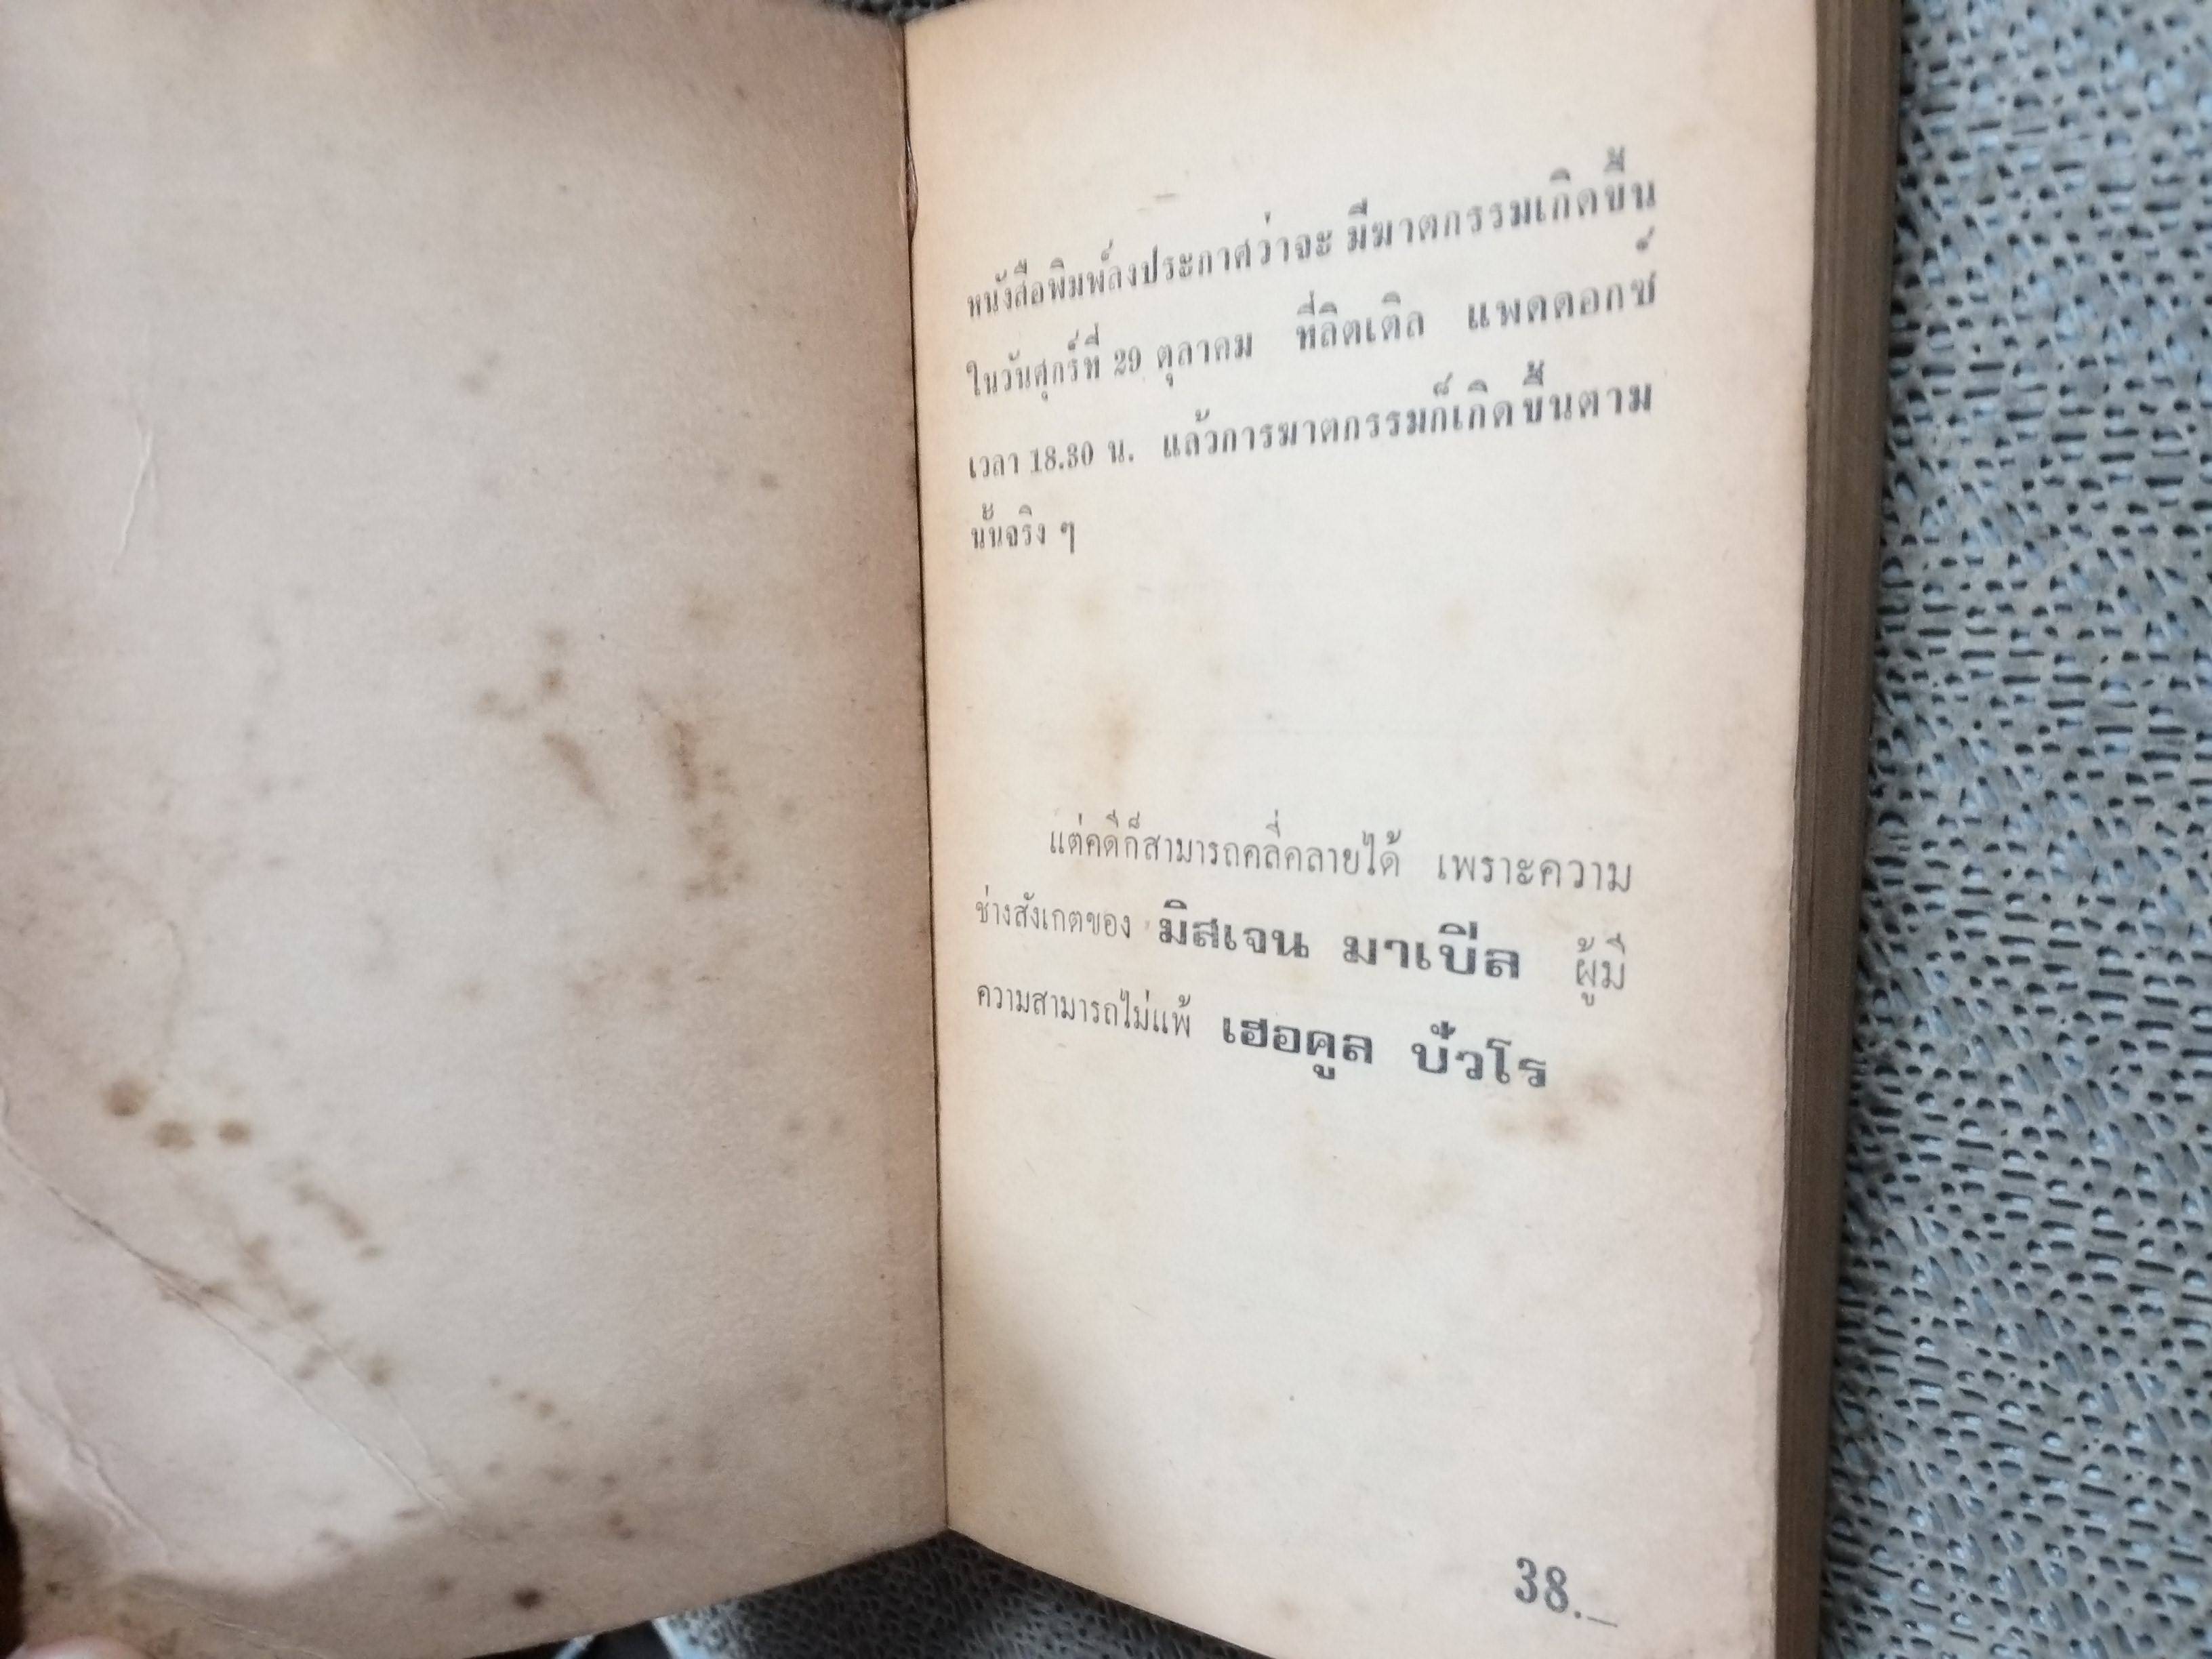 หนังสือพิมพ์ลงประกาศว่าจะ มีฆาตกรรมเกิดขึ้น
ในวันศุกร์ที่ 29 ตุลาคม ที่ลิตเติล แพดดอกซ์
เวลา 18.30 น. แล้วการฆาตกรรมก็เกิดขึ้นตาม
นั้นจริง ๆ
แต่คดีก็สามารถคลี่คลายได้ เพราะความ
ช่างสังเกตของ มิสเจน มาเบิ่ล ผู้มี
ความสามารถไม่แพ้ เฮอคูล บั่วโร
38._